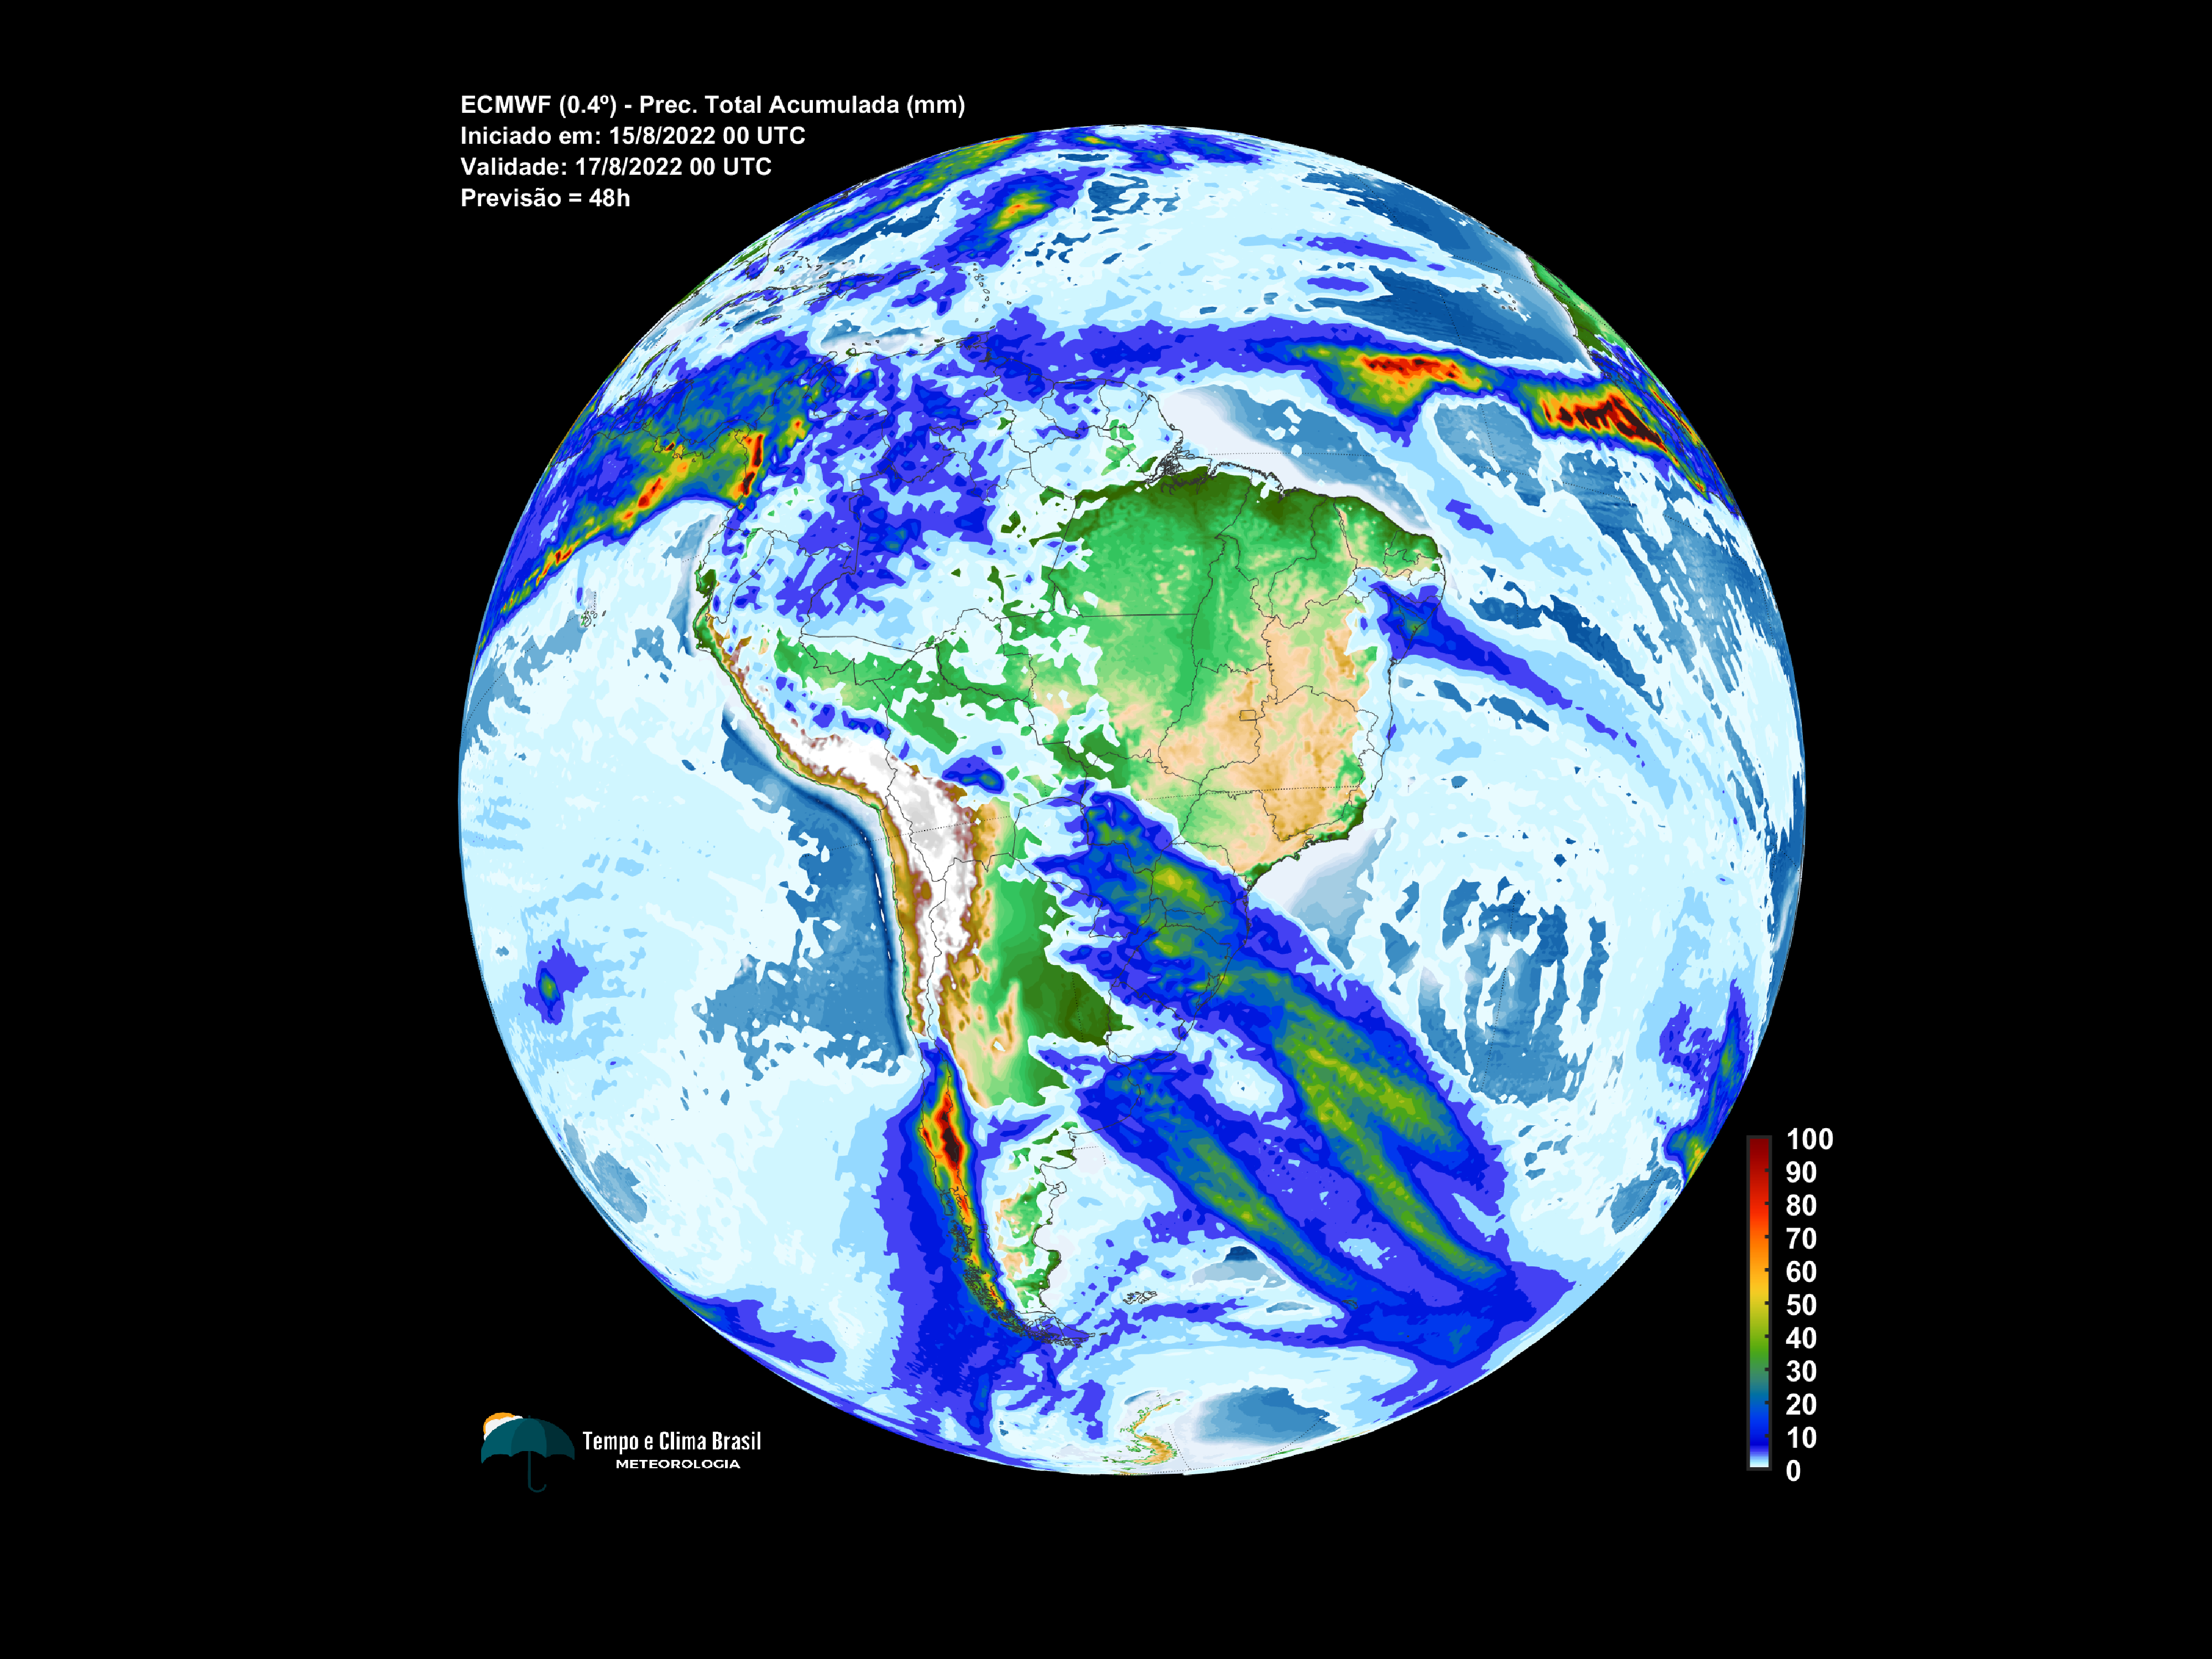 ECMWF (0.4º) - Prec. Total Acumulada (mm)
Iniciado em: 15/8/2022 00 UTC
Validade: 17/8/2022 00 UTC
Previsão = 48h
100
90
80
70
60
50
40
30
20
10
0
Tempo e Clima Brasil
METEOROLOGIA